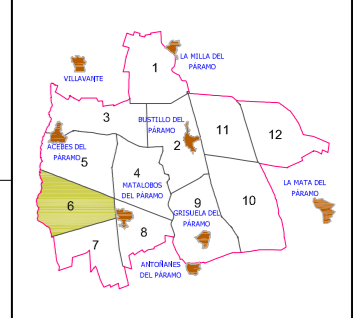 LA MILLA DEL
PÁRAMO
1
VILLAVANTE
3
BUSTILLO DEL
PÁRAMO
2
11
12
ACEBES DEL
PÁRAMO
5
4
MATALOBOS
DEL PÁRAMO
10
LA MATA DEL
PÁRAMO
6
9
GRISUELA DEL
PÁRAMO
7
8
ANTOÑANES
DEL PÁRAMO